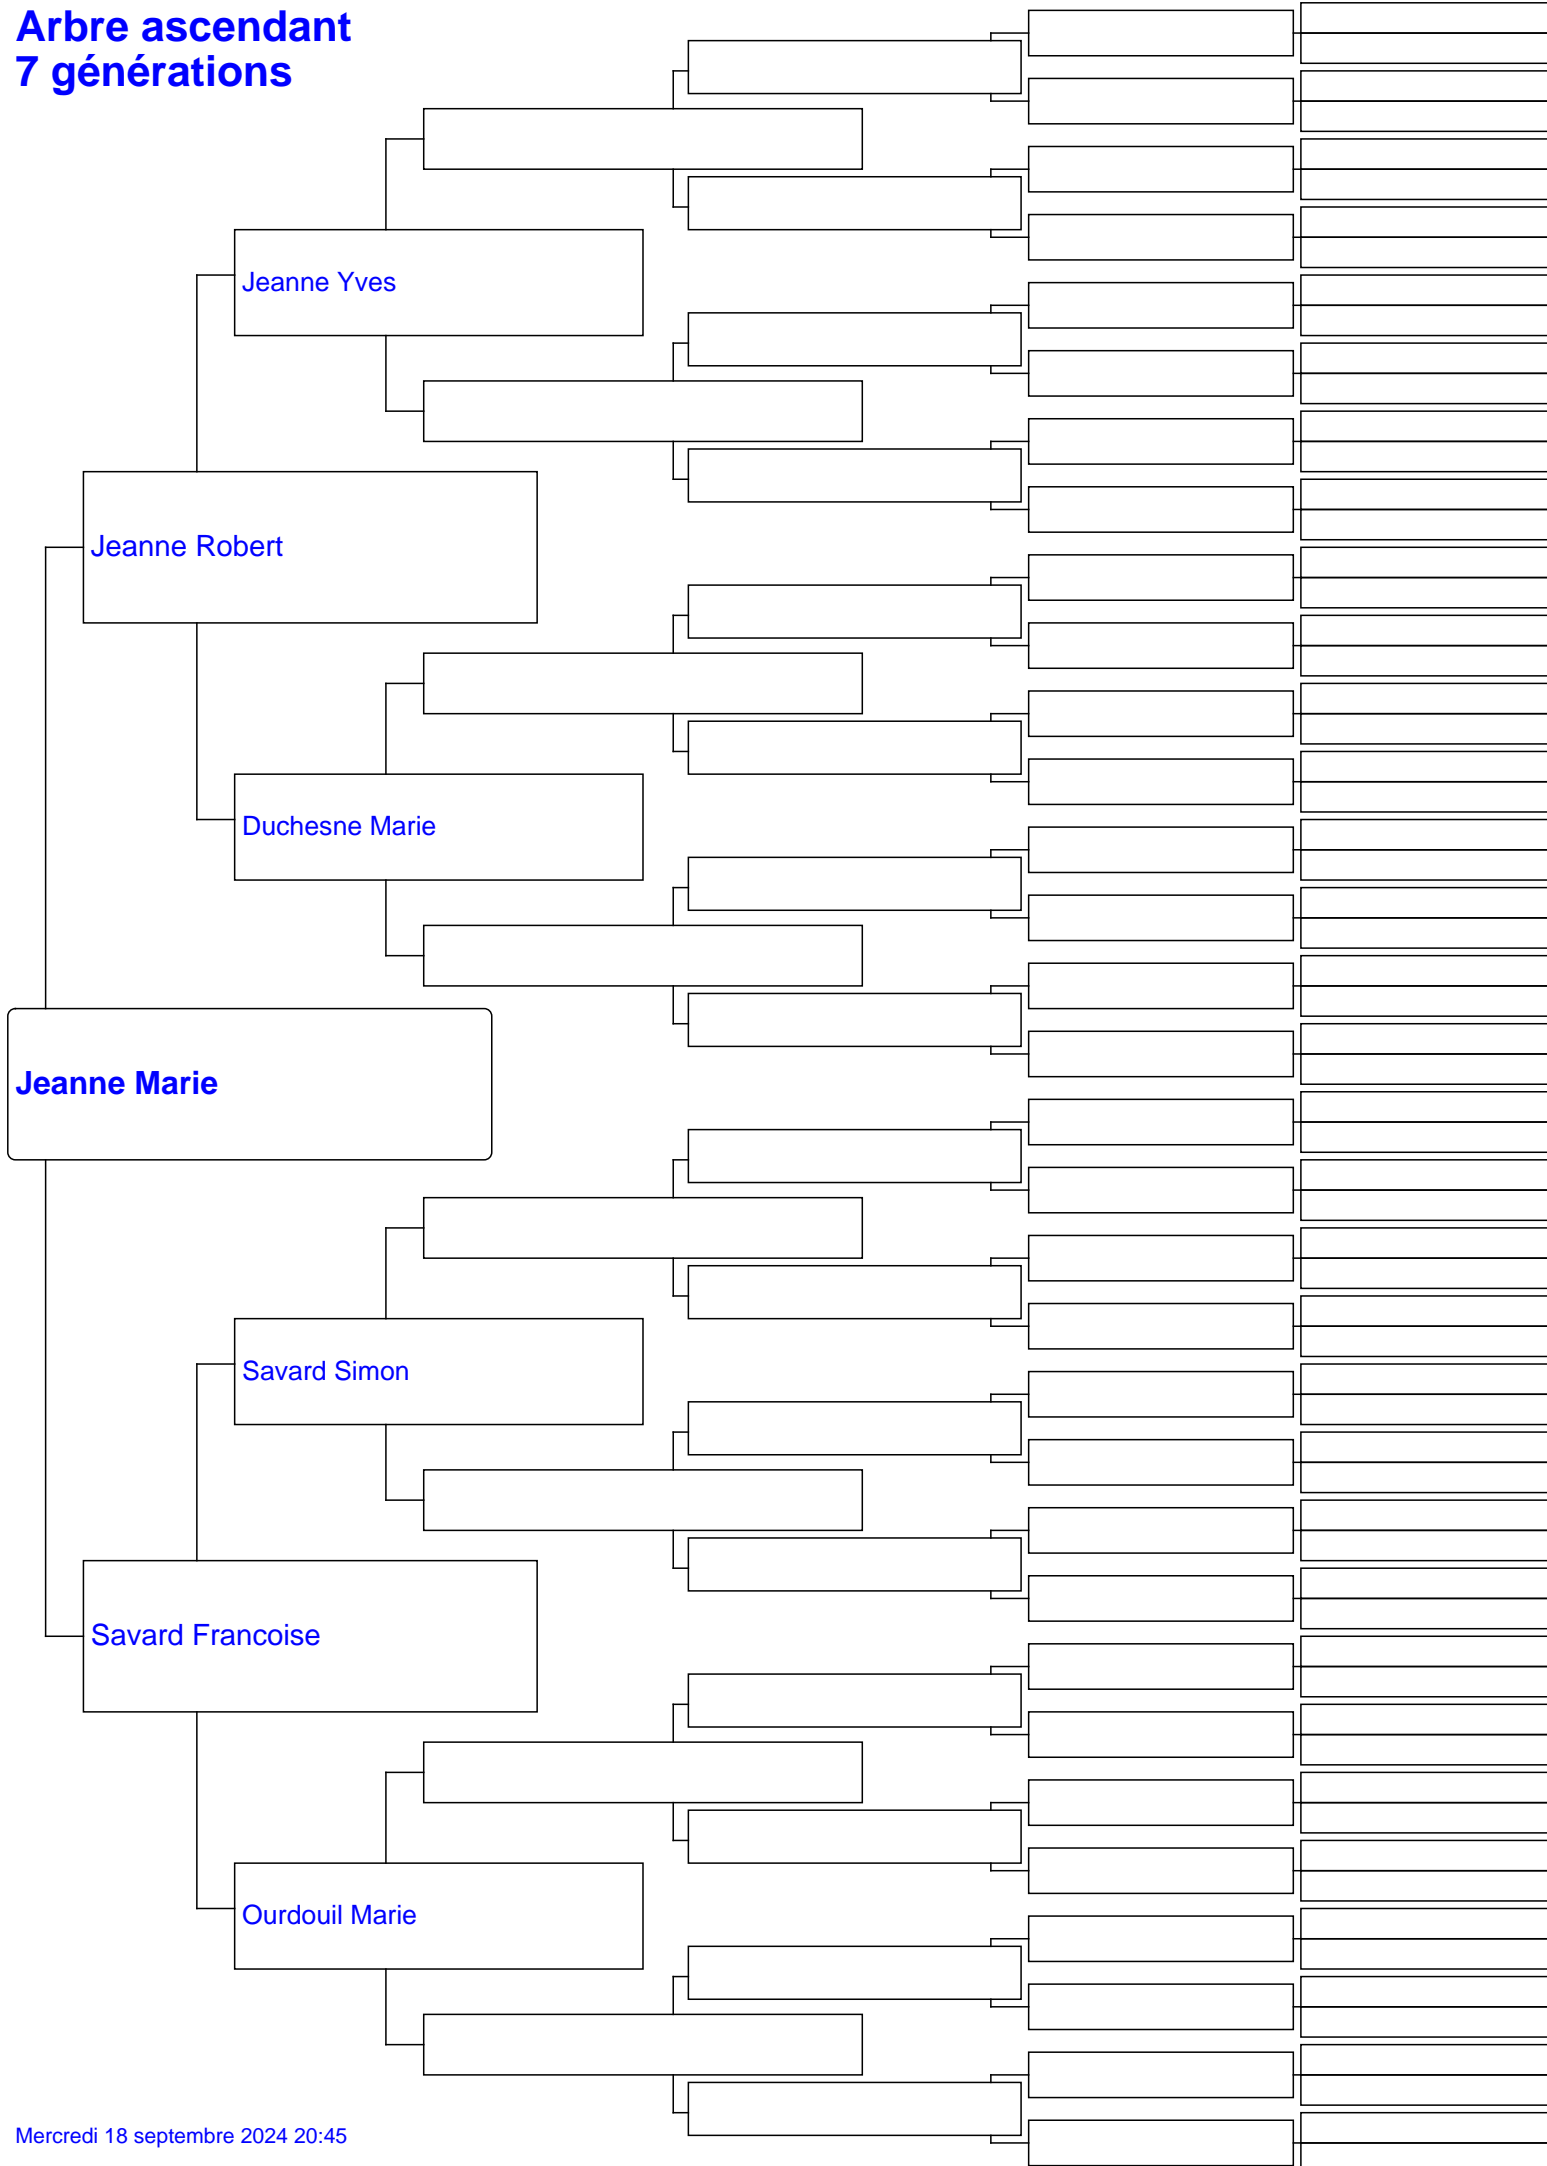 Arbre ascendant
7 générations
Jeanne Yves
Jeanne Robert
Duchesne Marie
Jeanne Marie
Savard Simon
Savard Francoise
Ourdouil Marie
Mercredi 18 septembre 2024 20:45